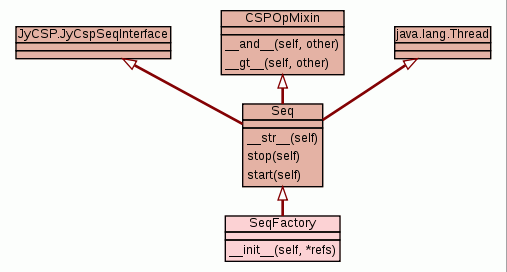 CSPOpMixin
JyCSP.JyCspSeqInterface
java.lang.Thread
__and__(self, other)
__gt__(self, other)
Seq
__str__(self)
stop(self)
start(self)
SeqFactory
__init__(self, *refs)